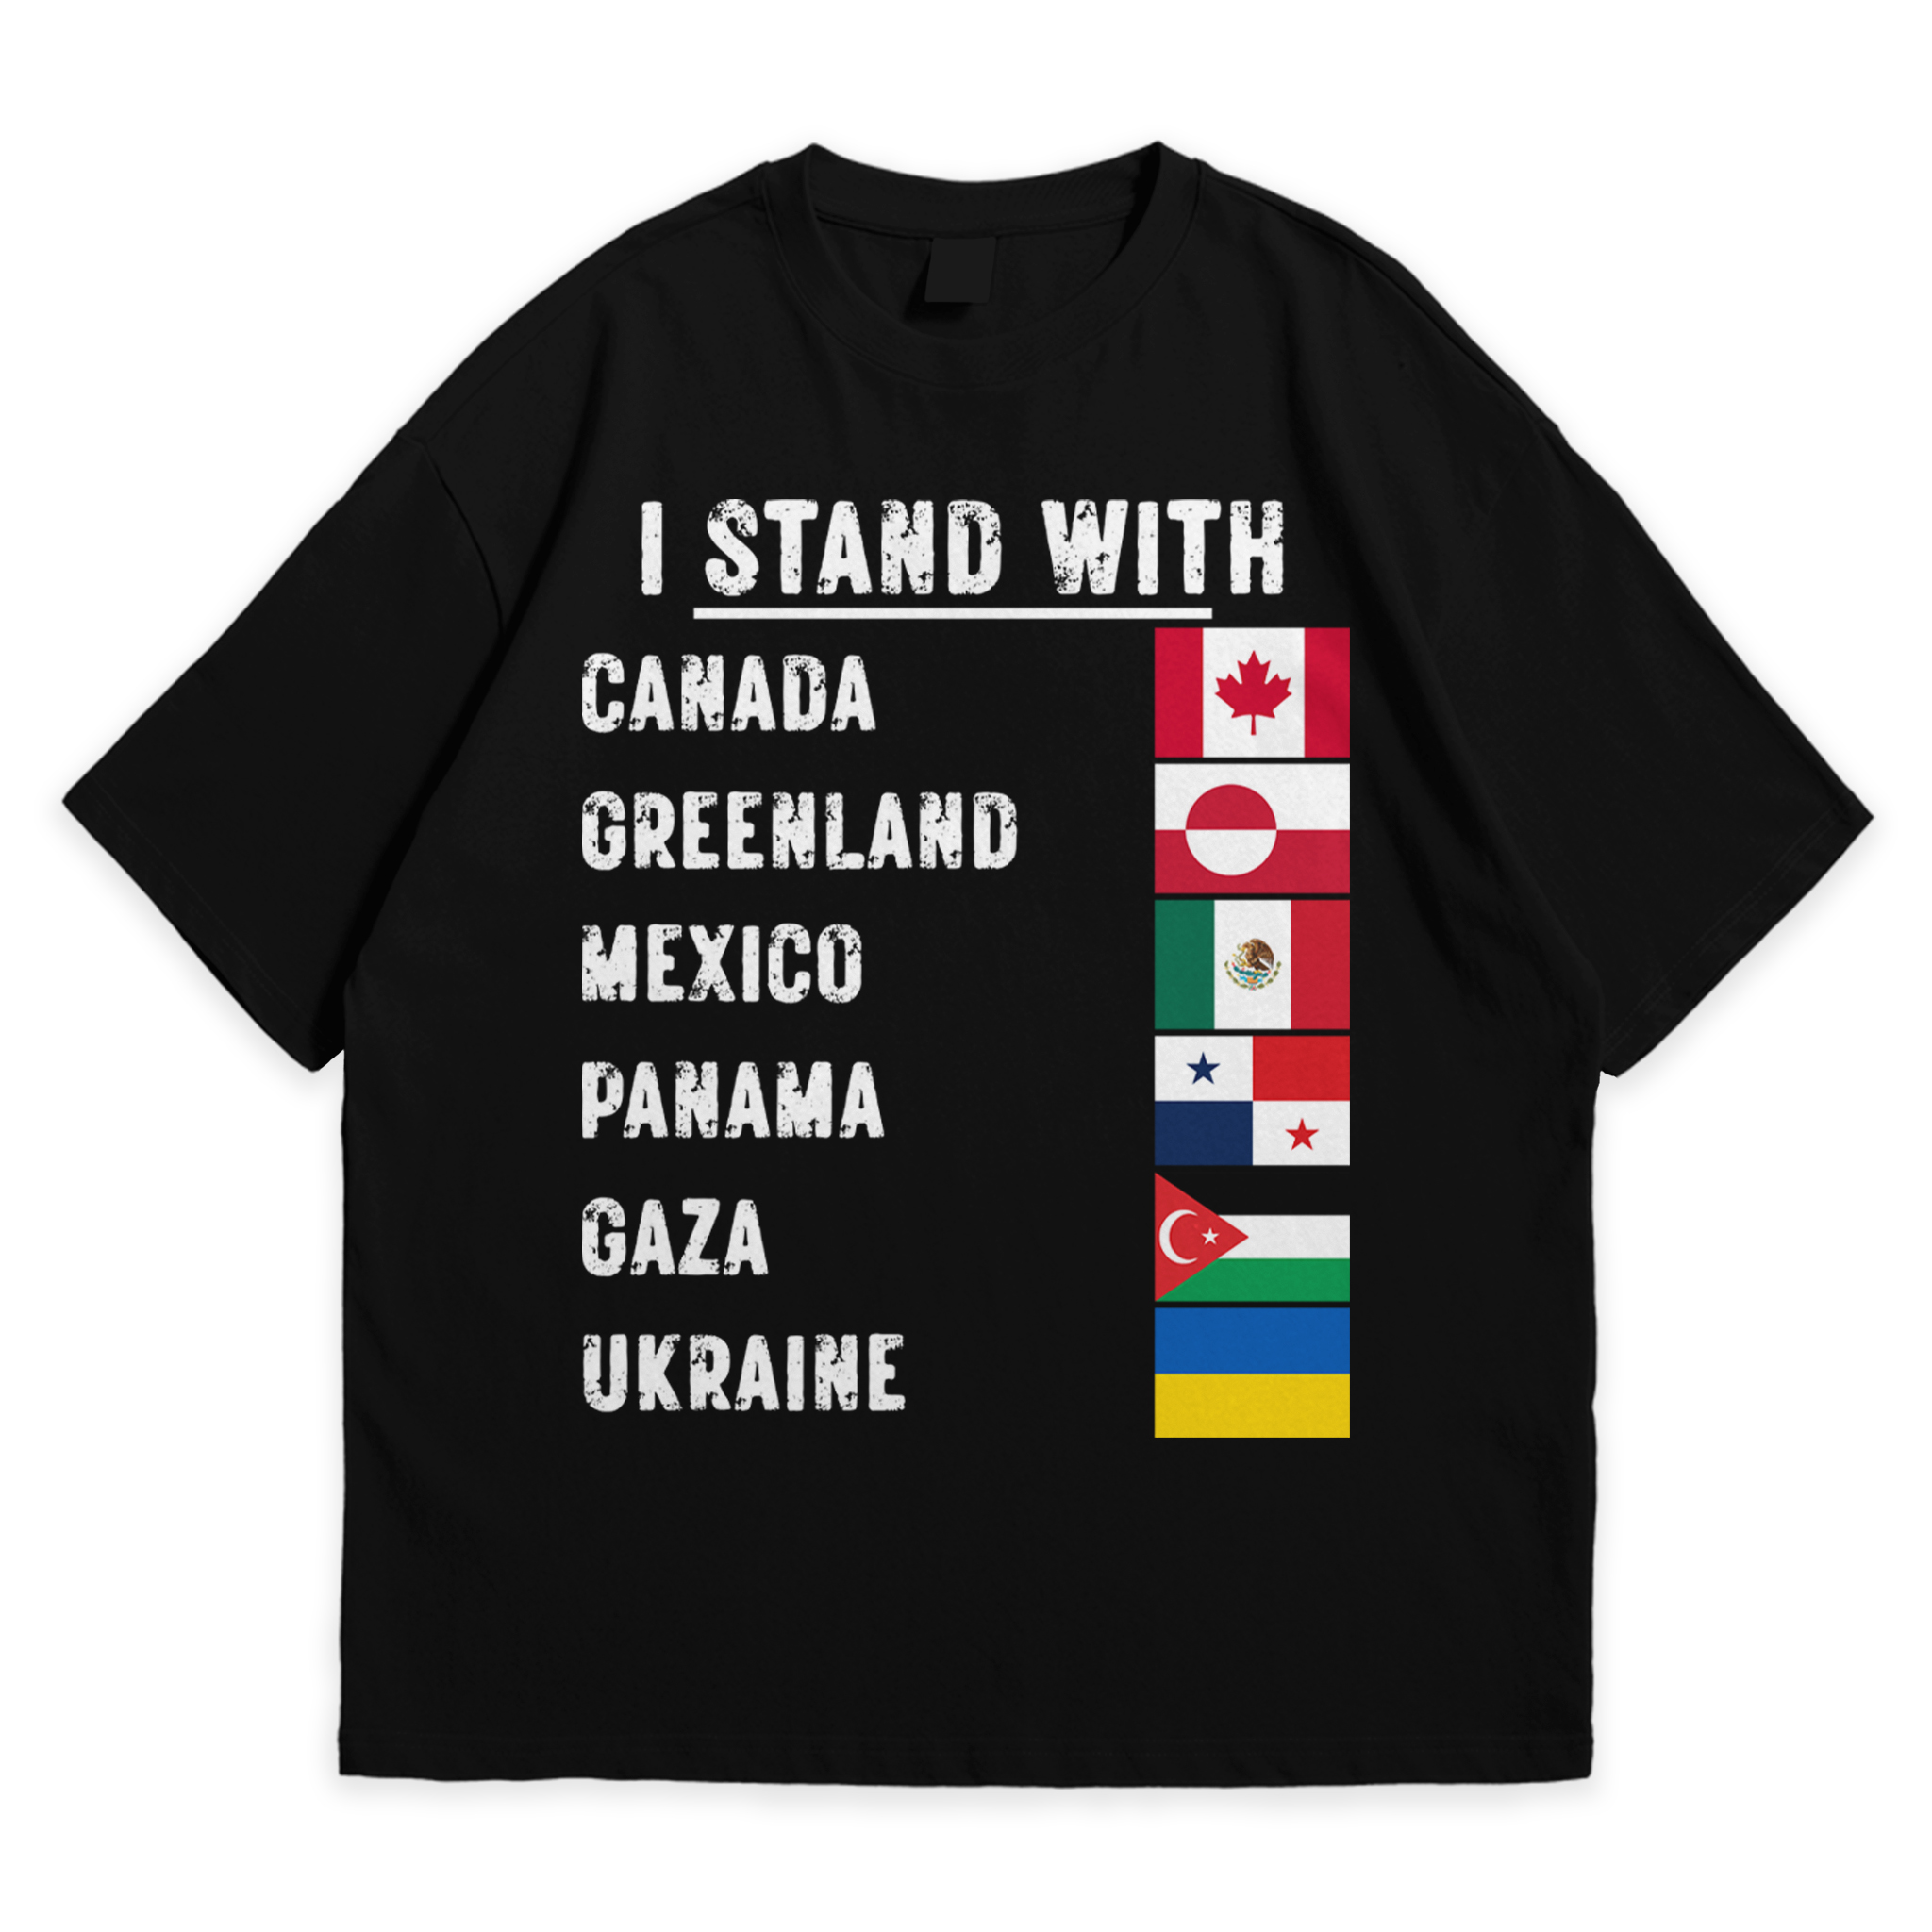 I STAND WITH
CANADA
GREENLAND
MEXICO
PANAMA
GAZA
UKRAINE